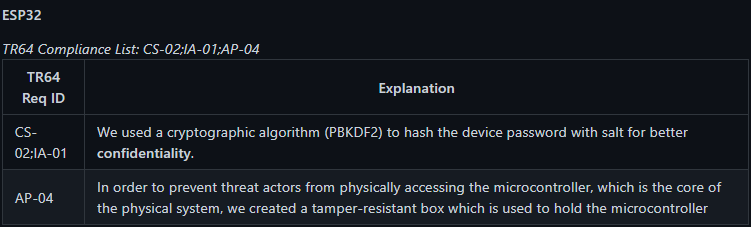 ESP32
TR64 Compliance List: CS-02;IA-01;AP-04
TR64
Req ID
Explanation
CS-
02;IA-01
We used a cryptographic algorithm (PBKDF2) to hash the device password with salt for better
confidentiality.
AP-04
In order to prevent threat actors from physically accessing the microcontroller, which is the core of
the physical system, we created a tamper-resistant box which is used to hold the microcontroller